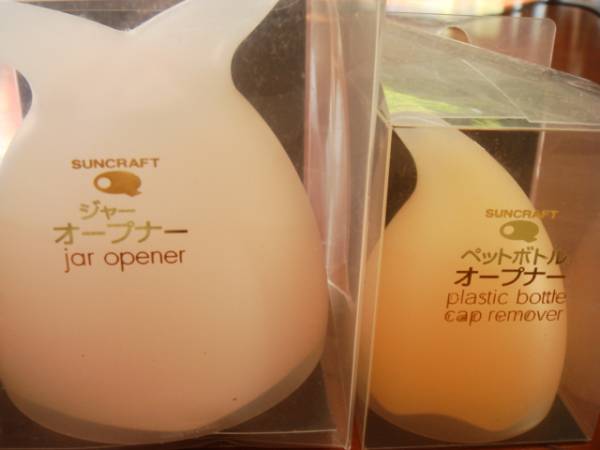 SUNCRAFT
ジャー
オープナー
jar opener
SUNCRAFT
ペットボトル
オープナー
plastic bottle
cap remover